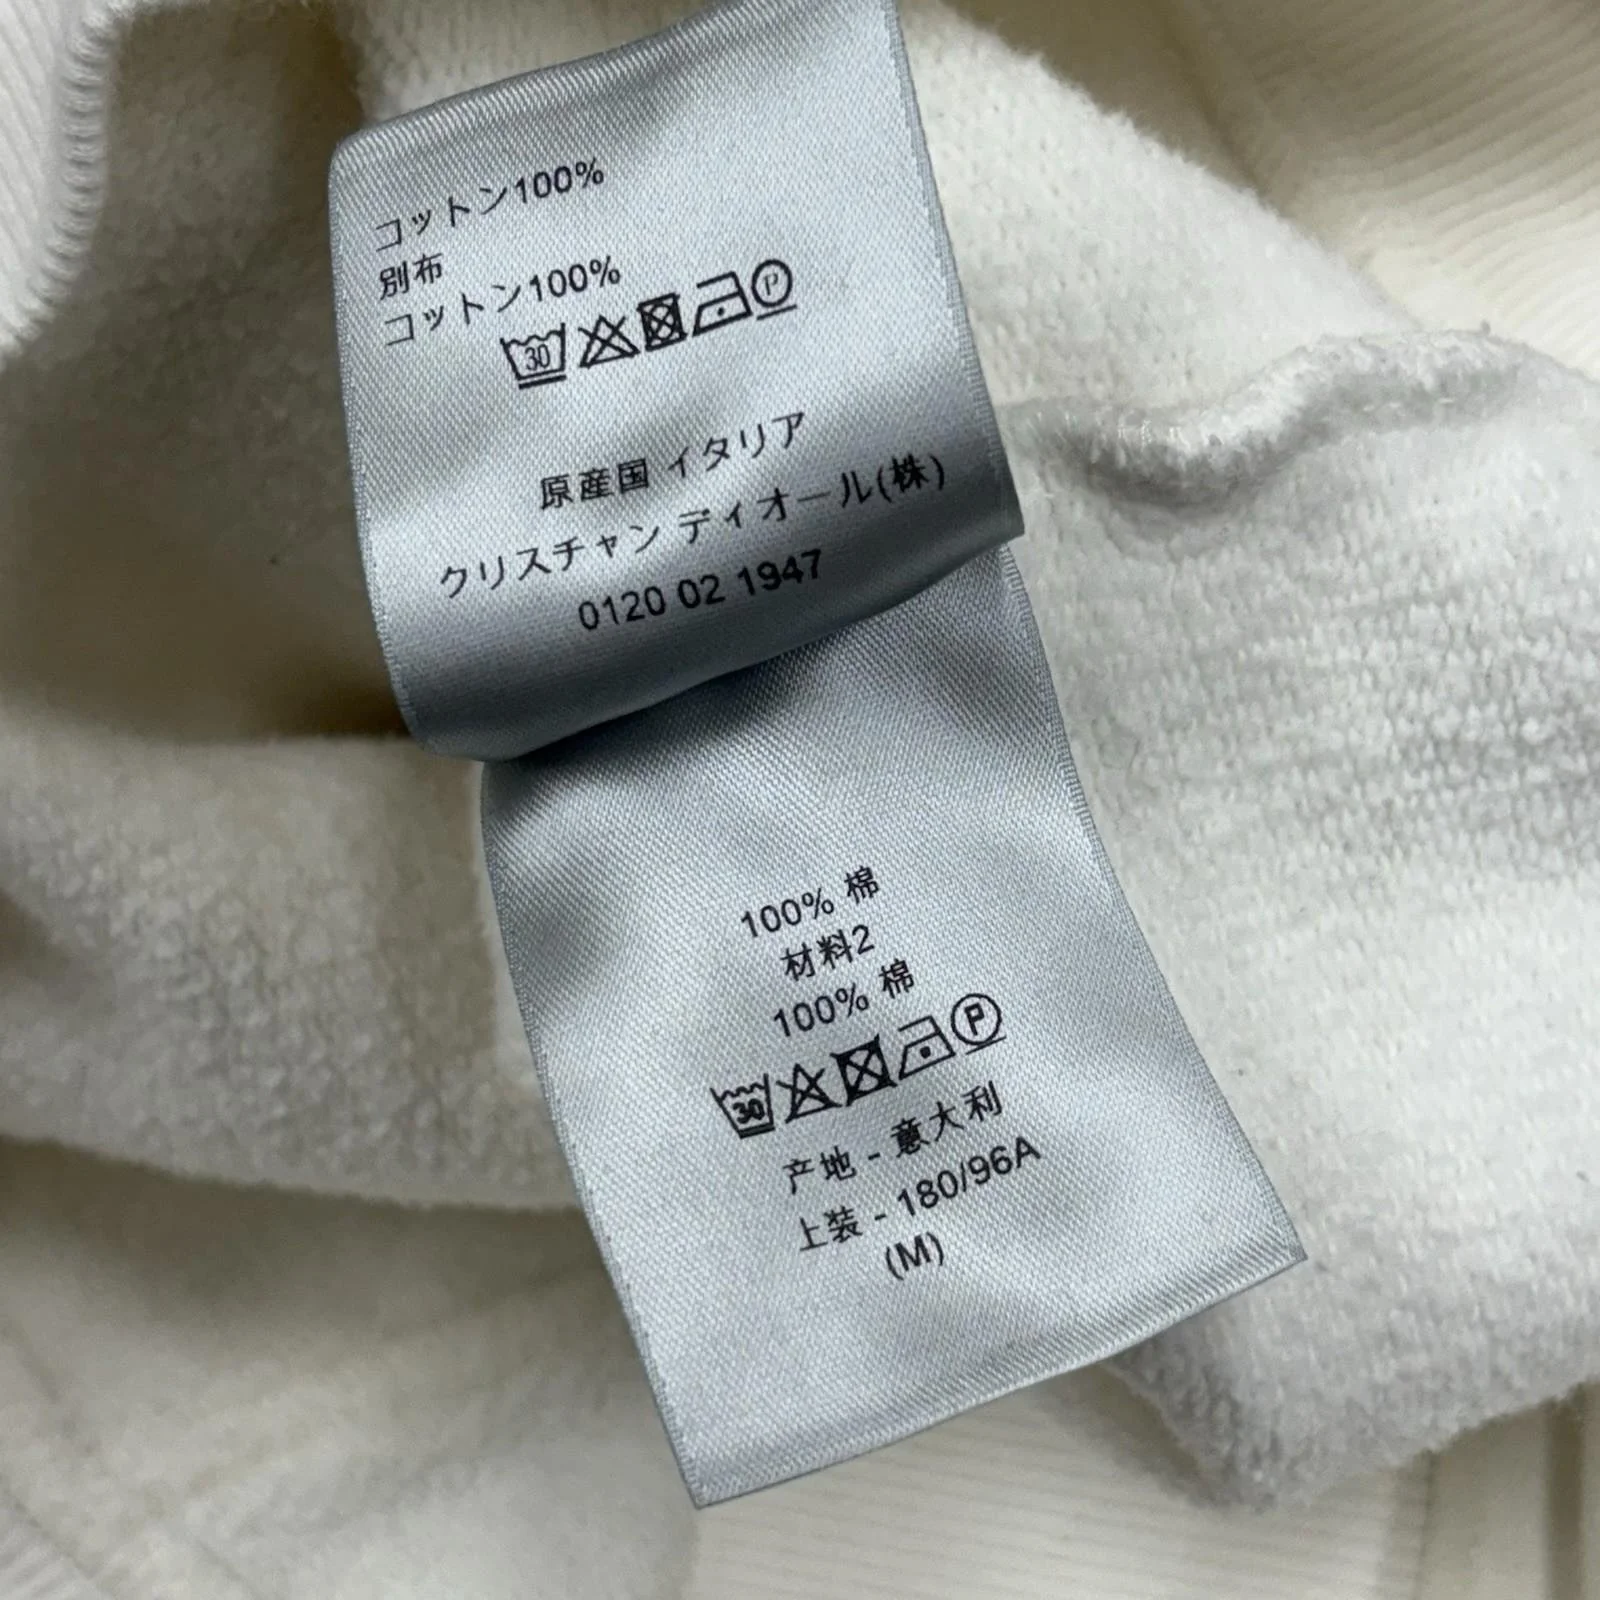 コットン100%
別布
コットン100%
30 P
原産国 イタリア
クリスチャン ディオール(株)
0120 02 1947
100% 棉
材料2
100% 棉
30 P
产地 - 意大利
上装 - 180/96A
(M)